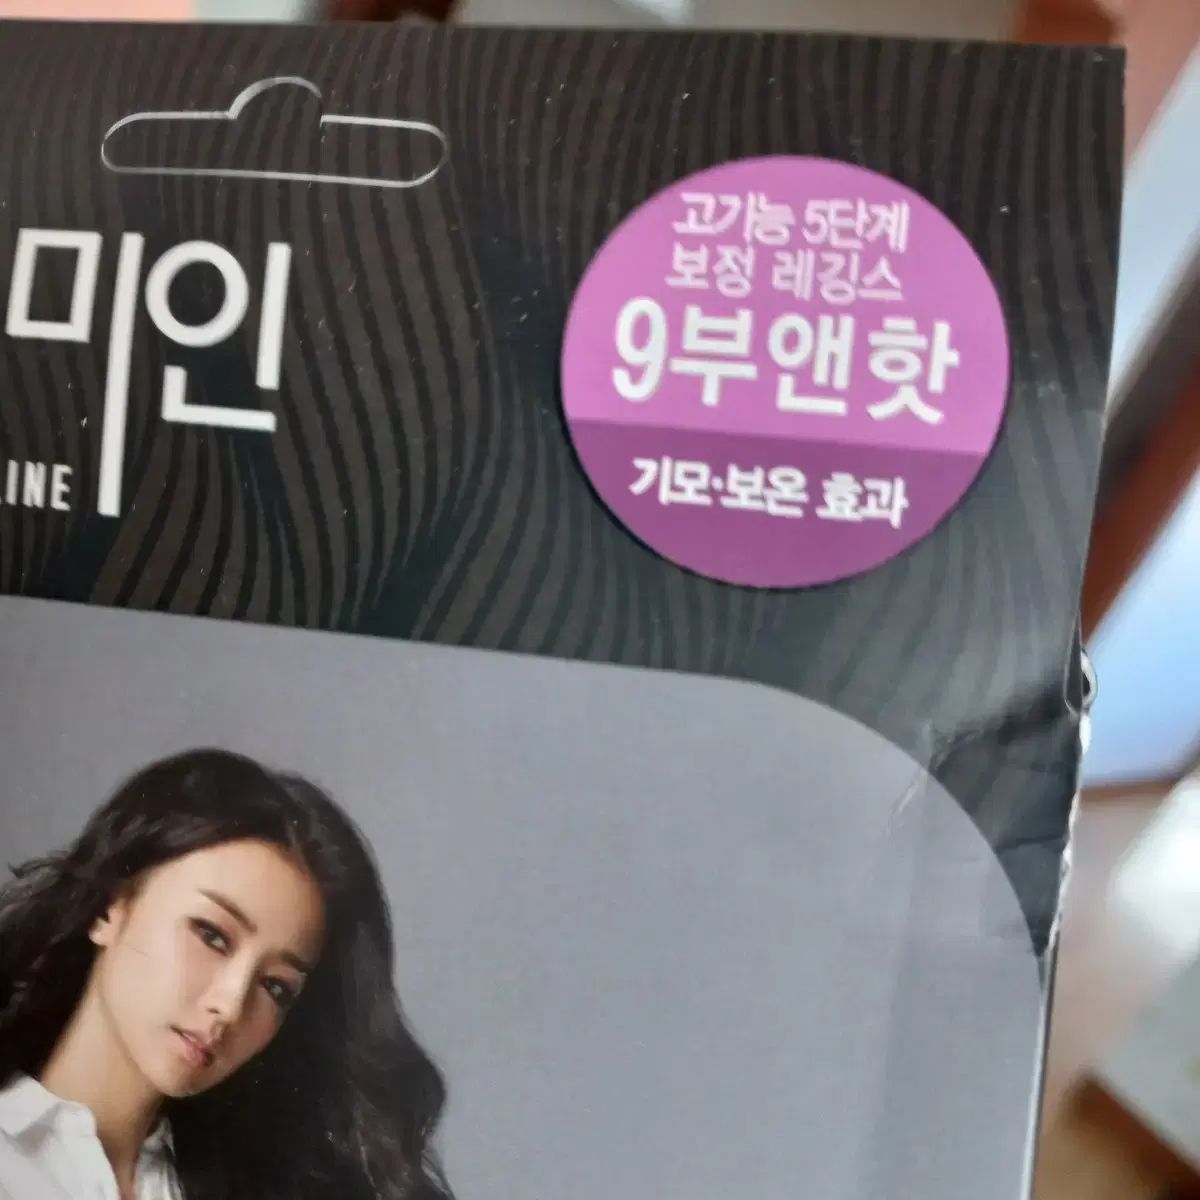 미인
LINE
고기능 5단계
보정 레깅스
9부앤핫
기모·보온 효과